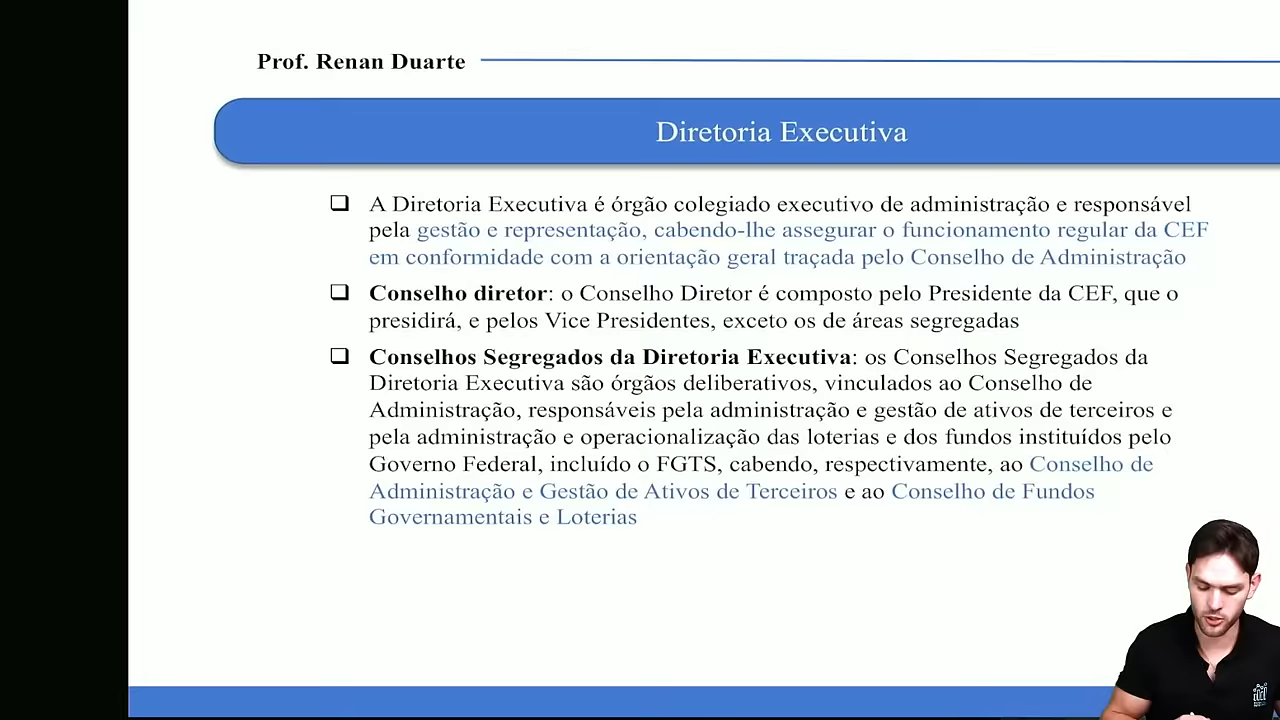 Prof. Renan Duarte
Diretoria Executiva
❑ A Diretoria Executiva é órgão colegiado executivo de administração e responsável
pela gestão e representação, cabendo-lhe assegurar o funcionamento regular da CEF
em conformidade com a orientação geral traçada pelo Conselho de Administração
❑ Conselho diretor: o Conselho Diretor é composto pelo Presidente da CEF, que o
presidirá, e pelos Vice Presidentes, exceto os de áreas segregadas
❑ Conselhos Segregados da Diretoria Executiva: os Conselhos Segregados da
Diretoria Executiva são órgãos deliberativos, vinculados ao Conselho de
Administração, responsáveis pela administração e gestão de ativos de terceiros e
pela administração e operacionalização das loterias e dos fundos instituídos pelo
Governo Federal, incluído o FGTS, cabendo, respectivamente, ao Conselho de
Administração e Gestão de Ativos de Terceiros e ao Conselho de Fundos
Governamentais e Loterias